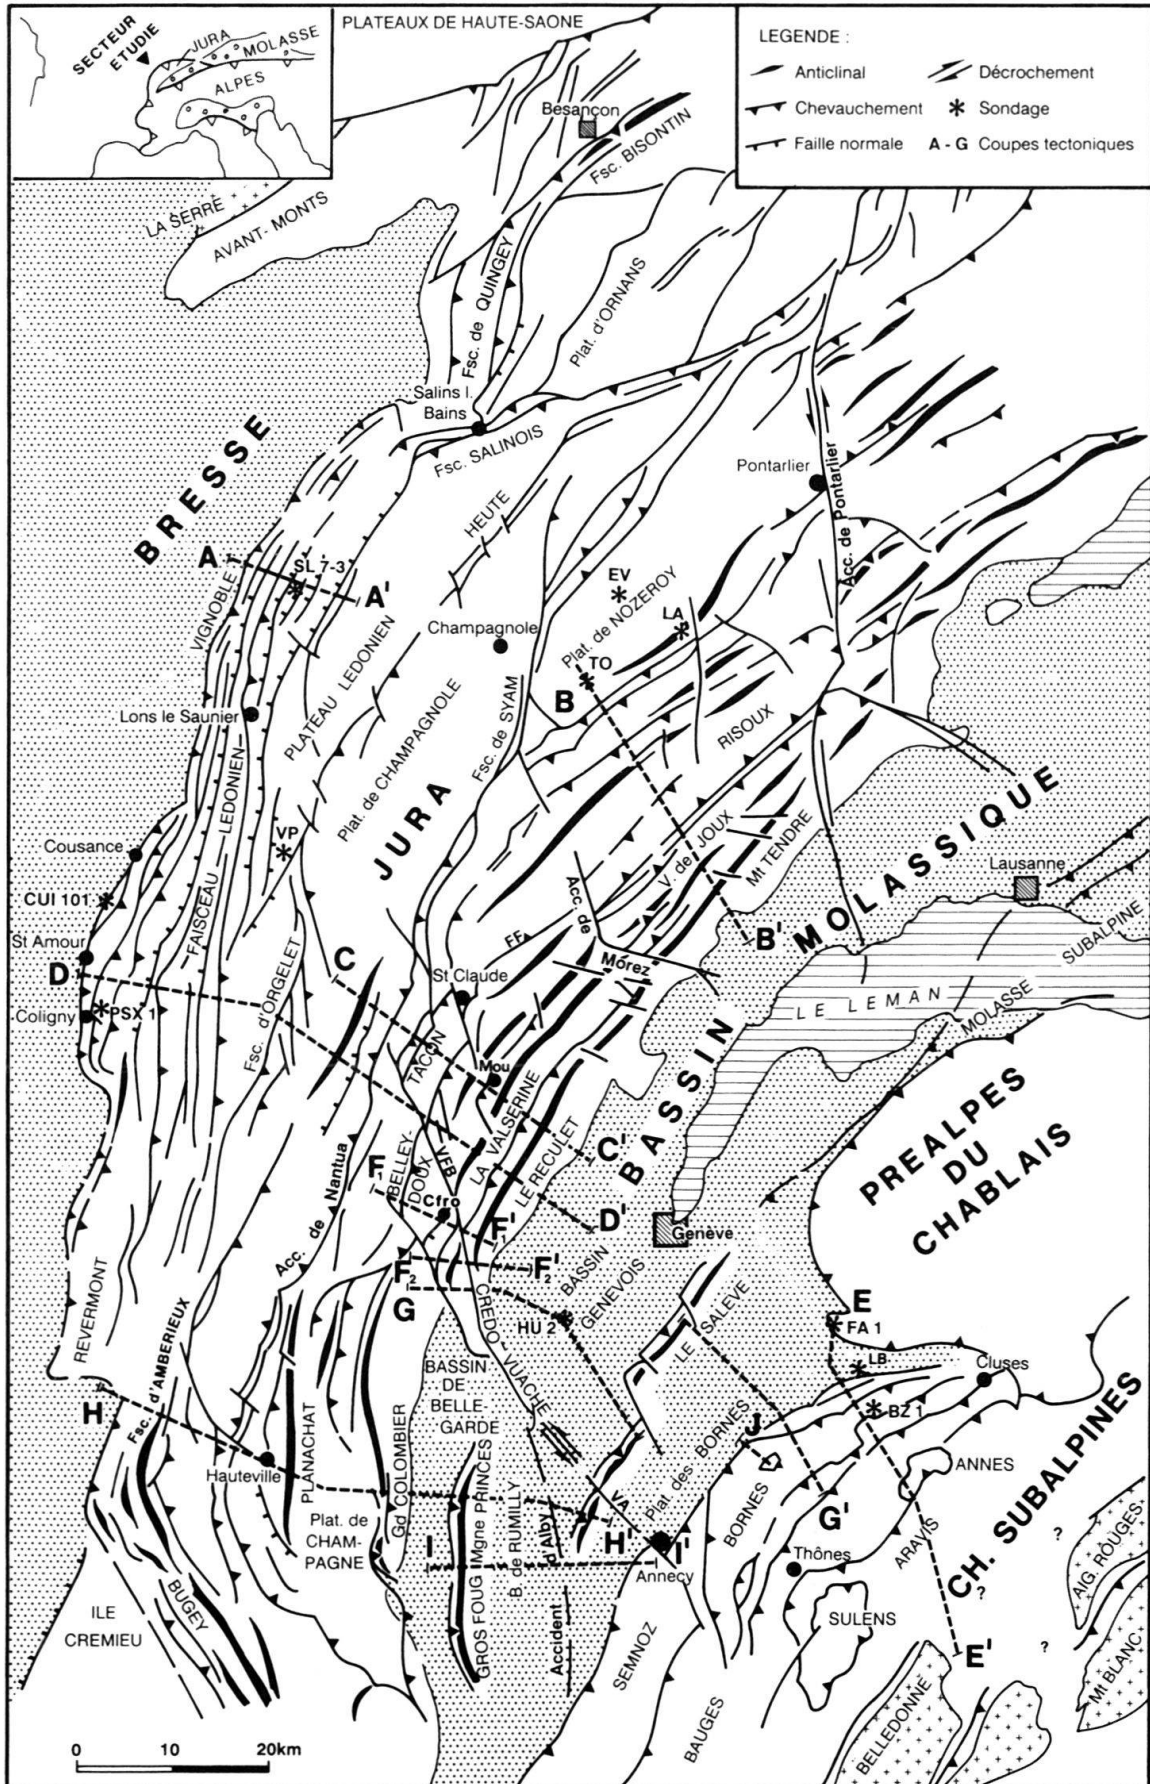 PLATEAUX DE HAUTE-SAONE
SECTEUR ETUDIE
JURA
MOLASSE
ALPES
LEGENDE :
Anticlinal
Décrochement
Chevauchement
Sondage
Faille normale
A - G Coupes tectoniques
Besançon
Fsc. BISONTIN
LA SERRE
AVANT-MONTS
Fsc. de QUINGEY
Plat. d'ORNANS
Salins l. Bains
Fsc. SALINOIS
BRESSE
Pontarlier
Acc. de Pontarlier
HEUTE
A
SL 7-3
A'
VIGNOBLE
EV
LA
Plat. de NOZEROY
TO
B
Champagnole
PLATEAU LEDONIEN
Lons le Saunier
Plat. de CHAMPAGNOLE
Fsc. de SYAM
RISOUX
JURA
FAISCEAU LEDONIEN
VP
V. de JOUX
Mt TENDRE
B'
Cousance
CUI 101
St Amour
D
Coligny
PSX 1
Fsc. d'ORGELET
C
FF
Acc. de Morez
St Claude
BASSIN MOLASSIQUE
Lausanne
LE LEMAN
MOLASSE SUBALPINE
TACON
Mou
LA VALSERINE
LE RECULET
C'
D'
BELLEY-DOUX
VFB
Cfro
F1
F1'
F2
F2'
G
Acc. de Nantua
PREALPES DU CHABLAIS
Genève
BASSIN GENEVOIS
HU 2
LE SALEVE
CREDO-VUACHE
REVERMONT
Fsc. d'AMBERIEUX
H
Hauteville
PLANACHAT
Plat. de CHAM-PAGNE
Gd COLOMBIER
BASSIN DE BELLE-GARDE
GROS FOUG Mgne PRINCES
B. de RUMILLY
Accident d'Alby
VA
H'
I
I'
Annecy
Plat. des BORNES
J
E
FA 1
LB
BZ 1
Cluses
ANNES
BORNES
G'
ARAVIS
Thônes
SULENS
CH. SUBALPINES
AIG. ROUGES
Mt BLANC
?
?
?
E'
BELLEDONNE
SEMNOZ
BAUGES
ILE CREMIEU
BUGEY
0 10 20km